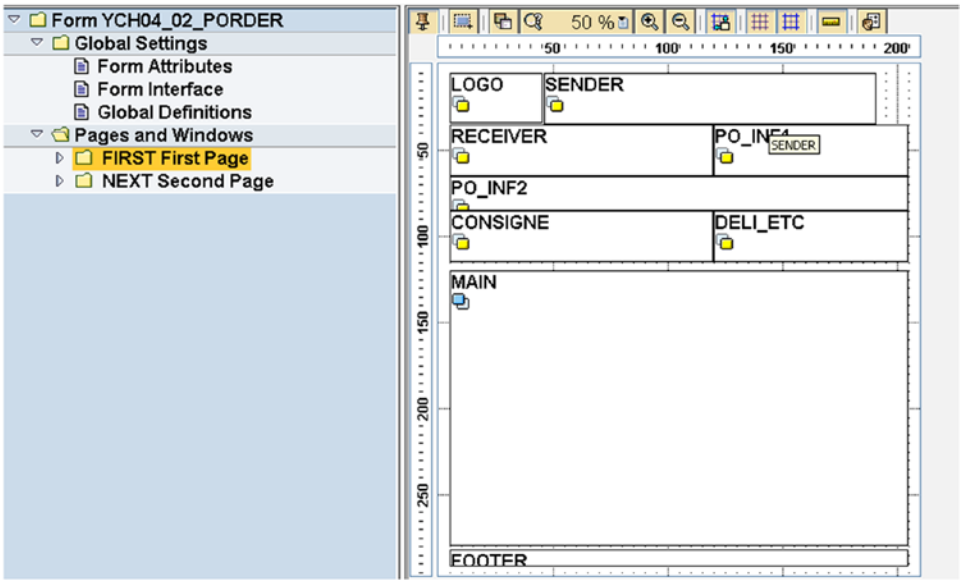 Form YCH04_02_PORDER
Global Settings
Form Attributes
Form Interface
Global Definitions
Pages and Windows
FIRST First Page
NEXT Second Page
50 %
50 100 150 200
LOGO SENDER
RECEIVER PO_INF1
SENDER
50
PO_INF2
CONSIGNE DELI_ETC
100
MAIN
150
200
250
FOOTER